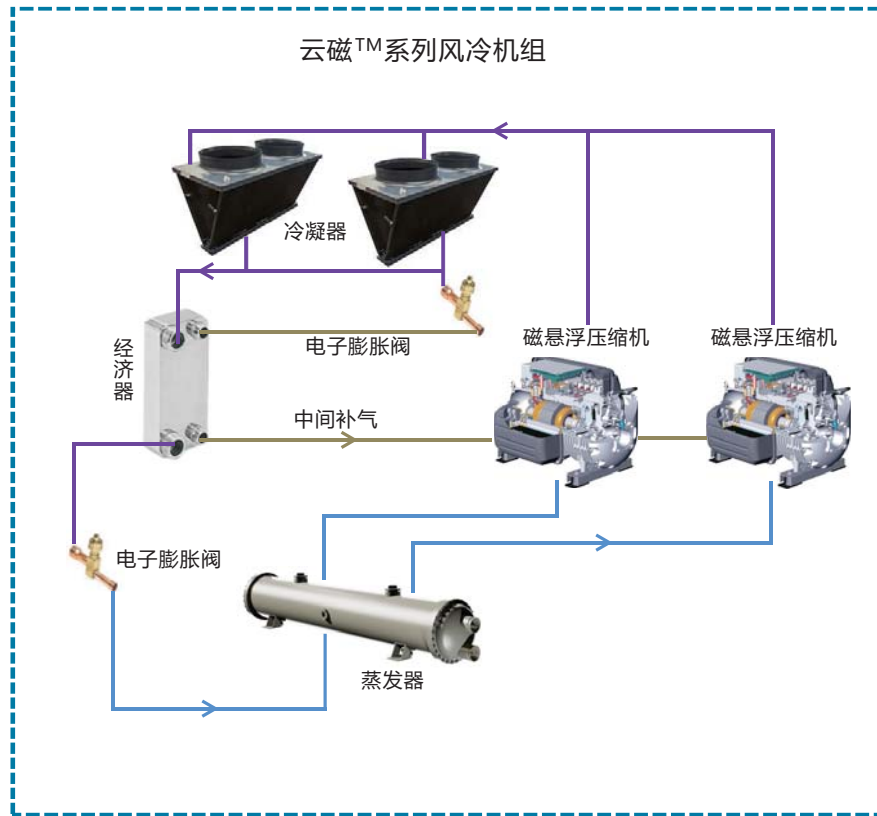 云磁™系列风冷机组
冷凝器
经济器
电子膨胀阀
磁悬浮压缩机
磁悬浮压缩机
中间补气
电子膨胀阀
蒸发器